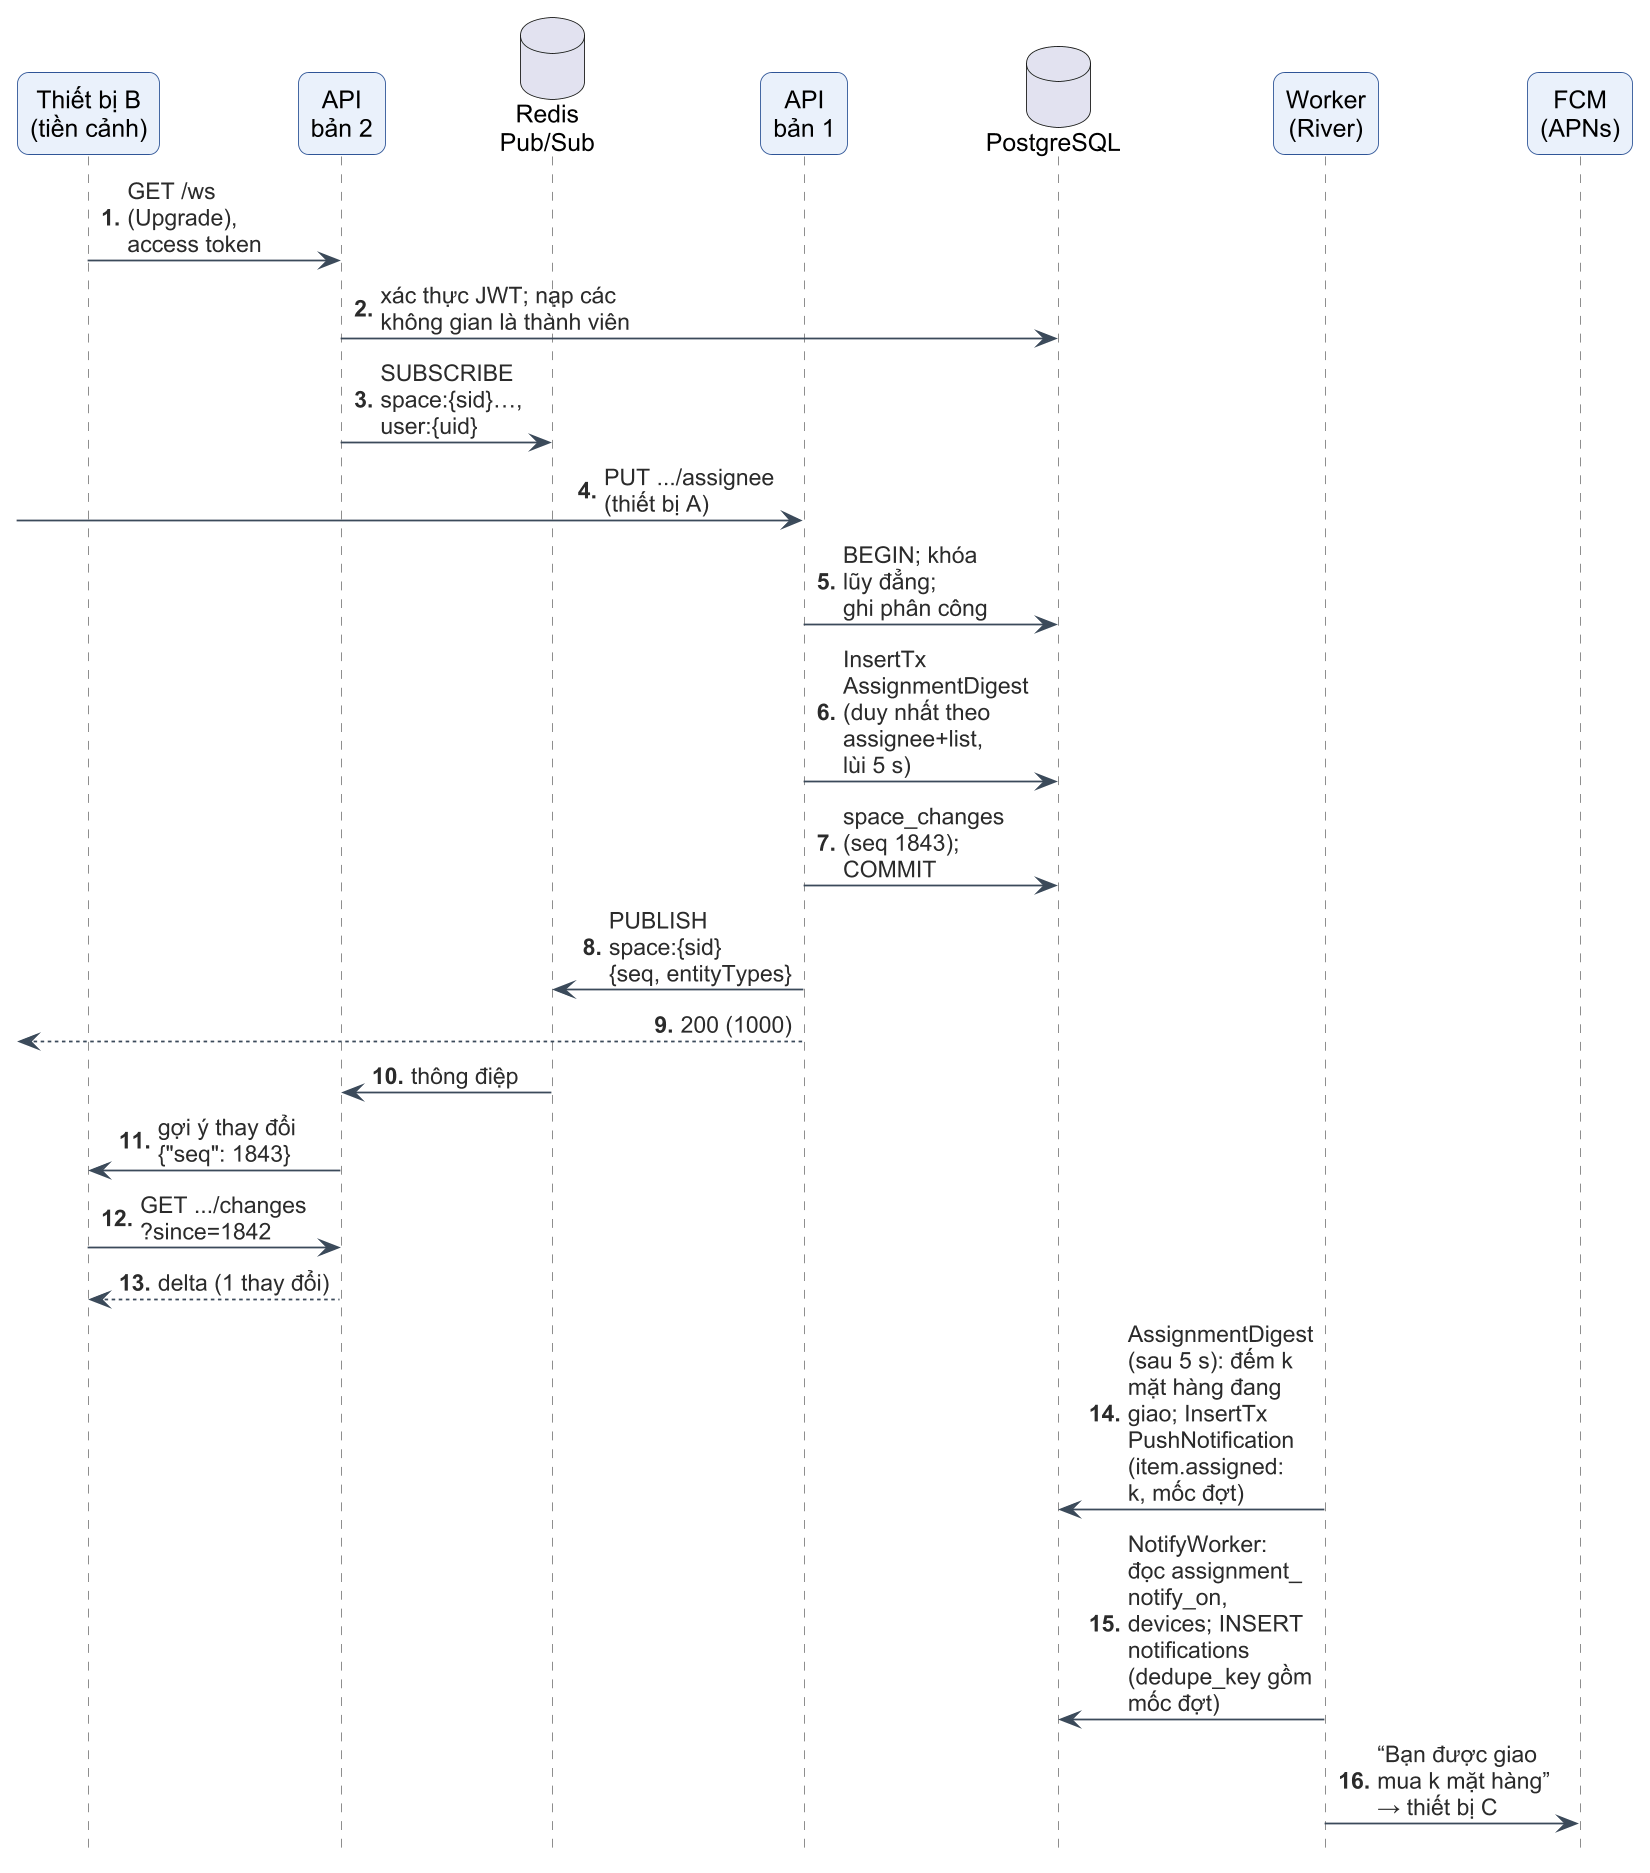 Thiết bị B
(tiền cảnh)
API
bản 2
Redis
Pub/Sub
API
bản 1
PostgreSQL
Worker
(River)
FCM
(APNs)
1. GET /ws
(Upgrade),
access token
2. xác thực JWT; nạp các
không gian là thành viên
3. SUBSCRIBE
space:{sid}…,
user:{uid}
4. PUT .../assignee
(thiết bị A)
5. BEGIN; khóa
lũy đẳng;
ghi phân công
6. InsertTx
AssignmentDigest
(duy nhất theo
assignee+list,
lùi 5 s)
7. space_changes
(seq 1843);
COMMIT
8. PUBLISH
space:{sid}
{seq, entityTypes}
9. 200 (1000)
10. thông điệp
11. gợi ý thay đổi
{"seq": 1843}
12. GET .../changes
?since=1842
13. delta (1 thay đổi)
14. AssignmentDigest
(sau 5 s): đếm k
mặt hàng đang
giao; InsertTx
PushNotification
(item.assigned:
k, mốc đợt)
15. NotifyWorker:
đọc assignment_
notify_on,
devices; INSERT
notifications
(dedupe_key gồm
mốc đợt)
16. “Bạn được giao
mua k mặt hàng”
→ thiết bị C